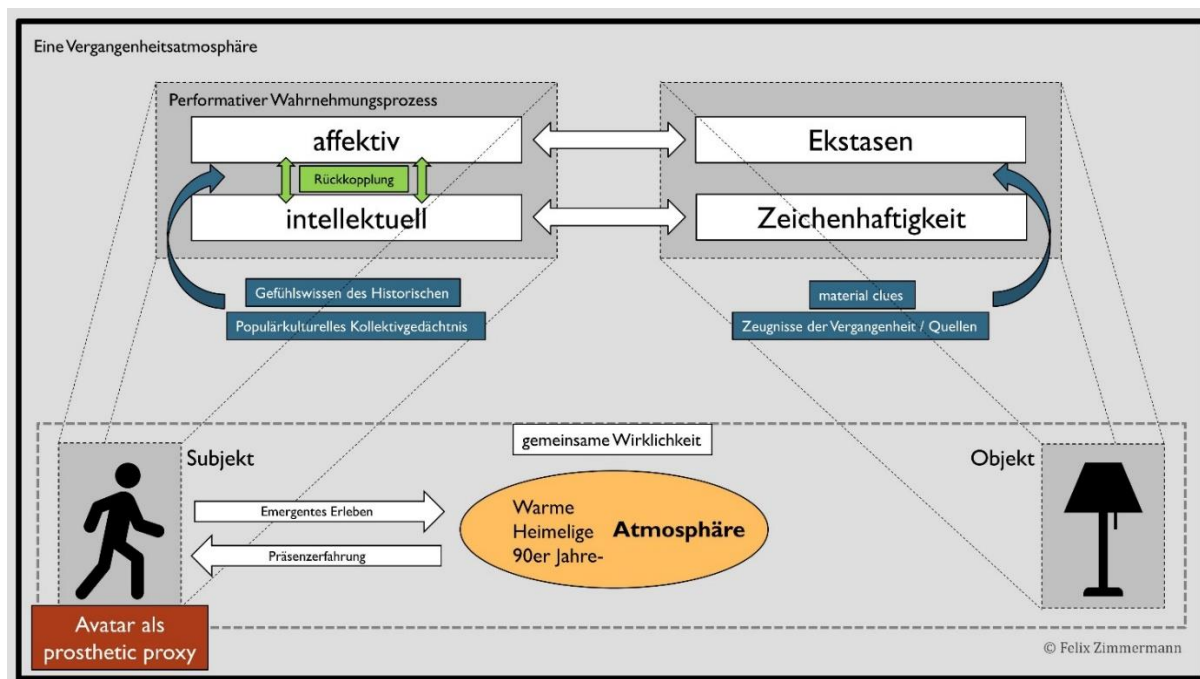 Eine Vergangenheitsatmosphäre
Performativer Wahrnehmungsprozess
affektiv
Rückkopplung
intellektuell
Ekstasen
Zeichenhaftigkeit
Gefühlswissen des Historischen
Populärkulturelles Kollektivgedächtnis
material clues
Zeugnisse der Vergangenheit / Quellen
gemeinsame Wirklichkeit
Subjekt
Objekt
Emergentes Erleben
Präsenzerfahrung
Warme
Heimelige
90er Jahre-
Atmosphäre
Avatar als
prosthetic proxy
© Felix Zimmermann